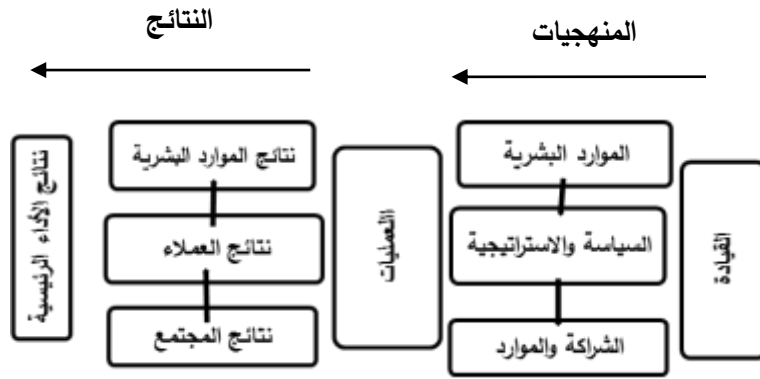 المنهجيات
النتائج
القيادة
الموارد البشرية
السياسة والاستراتيجية
الشراكة والموارد
االعمليات
نتائج الموارد البشرية
نتائج العملاء
نتائج المجتمع
نتائج الأداء الرئيسية